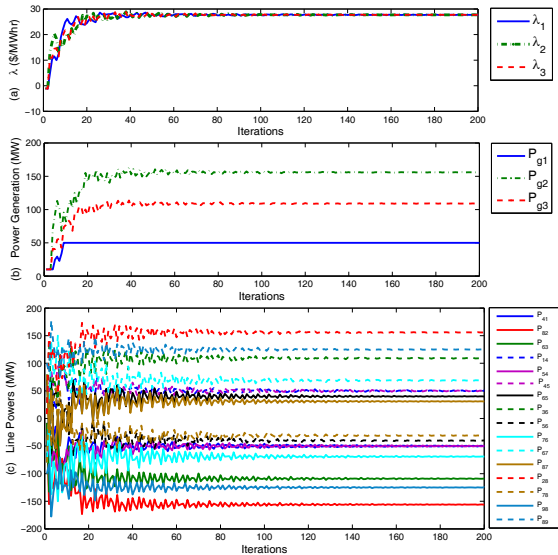 30
20
10
0
−10
0 20 40 60 80 100 120 140 160 180 200
(a) λ ($/MWhr)
Iterations
λ1
λ2
λ3
200
150
100
50
0
0 20 40 60 80 100 120 140 160 180 200
(b) Power Generation (MW)
Iterations
Pg1
Pg2
Pg3
200
150
100
50
0
−50
−100
−150
−200
0 20 40 60 80 100 120 140 160 180 200
(c) Line Powers (MW)
Iterations
P41
P82
P63
P14
P54
P45
P65
P36
P56
P76
P67
P87
P28
P78
P98
P89